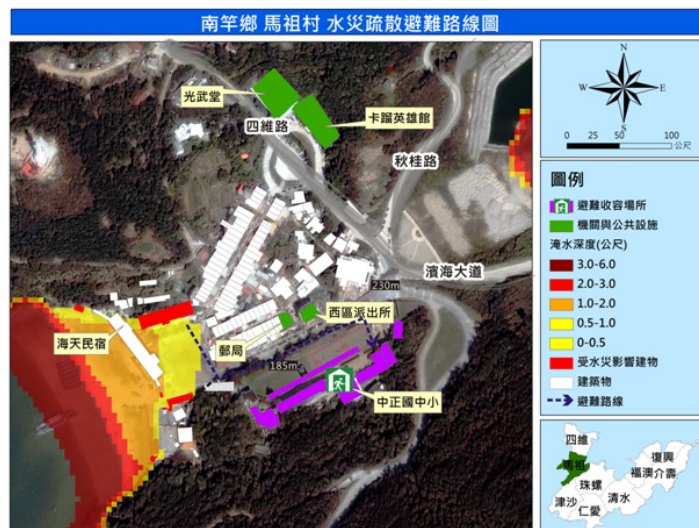 南竿鄉 馬祖村 水災疏散避難路線圖
光武堂
四維路
卡蹓英雄館
秋桂路
濱海大道
230m
西區派出所
郵局
海天民宿
185m
中正國中小
N
W
E
S
0 25 50 100
公尺
圖例
避難收容場所
機關與公共設施
淹水深度(公尺)
3.0-6.0
2.0-3.0
1.0-2.0
0.5-1.0
0-0.5
受水災影響建物
建築物
避難路線
四維
馬祖
復興
福澳 介壽
珠螺
清水
津沙
仁愛